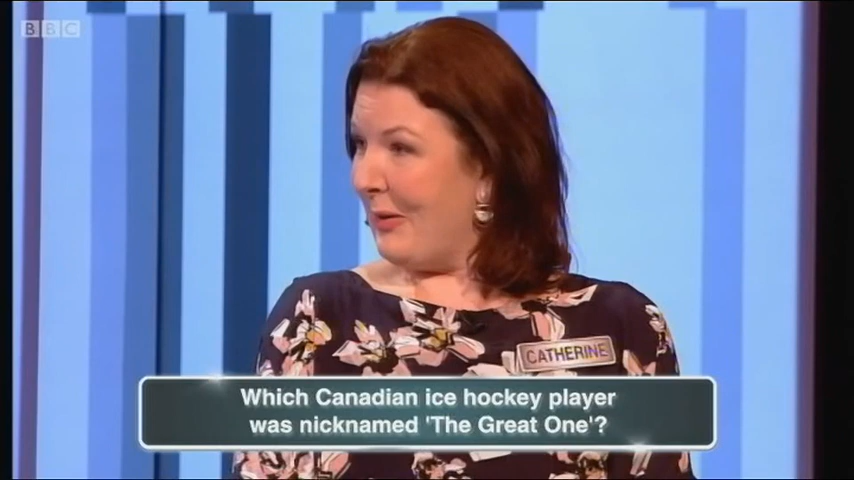 BBC
CATHERINE
Which Canadian ice hockey player
was nicknamed 'The Great One'?